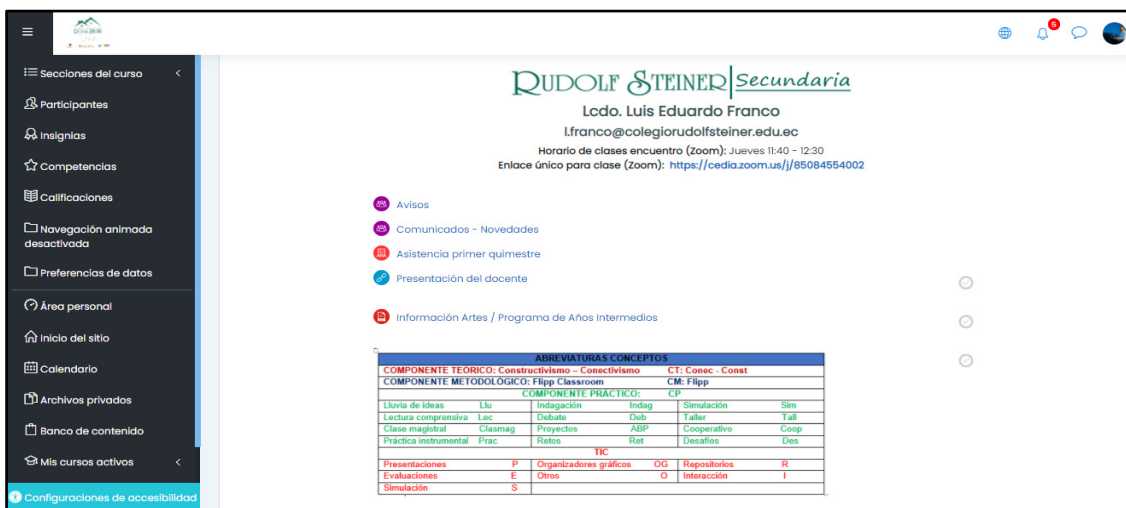 5
Secciones del curso
Participantes
Insignias
Competencias
Calificaciones
Navegación animada
desactivada
Preferencias de datos
Área personal
Inicio del sitio
Calendario
Archivos privados
Banco de contenido
Mis cursos activos
Configuraciones de accesibilidad
RUDOLF STEINER Secundaria
Lcdo. Luis Eduardo Franco
l.franco@colegiorudolfsteiner.edu.ec
Horario de clases encuentro (Zoom): Jueves 11:40 - 12:30
Enlace único para clase (Zoom): https://cedia.zoom.us/j/85084554002
Avisos
Comunicados - Novedades
Asistencia primer quimestre
Presentación del docente
Información Artes / Programa de Años Intermedios
ABREVIATURAS CONCEPTOS
COMPONENTE TEÓRICO: Constructivismo – Conectivismo CT: Conec - Const
COMPONENTE METODOLÓGICO: Flipp Classroom CM: Flipp
COMPONENTE PRÁCTICO: CP
Lluvia de ideas Llu Indagación Indag Simulación Sim
Lectura comprensiva Lec Debate Deb Taller Tall
Clase magistral Clasmag Proyectos ABP Cooperativo Coop
Práctica instrumental Prac Retos Ret Desafíos Des
TIC
Presentaciones P Organizadores gráficos OG Repositorios R
Evaluaciones E Otros O Interacción I
Simulación S